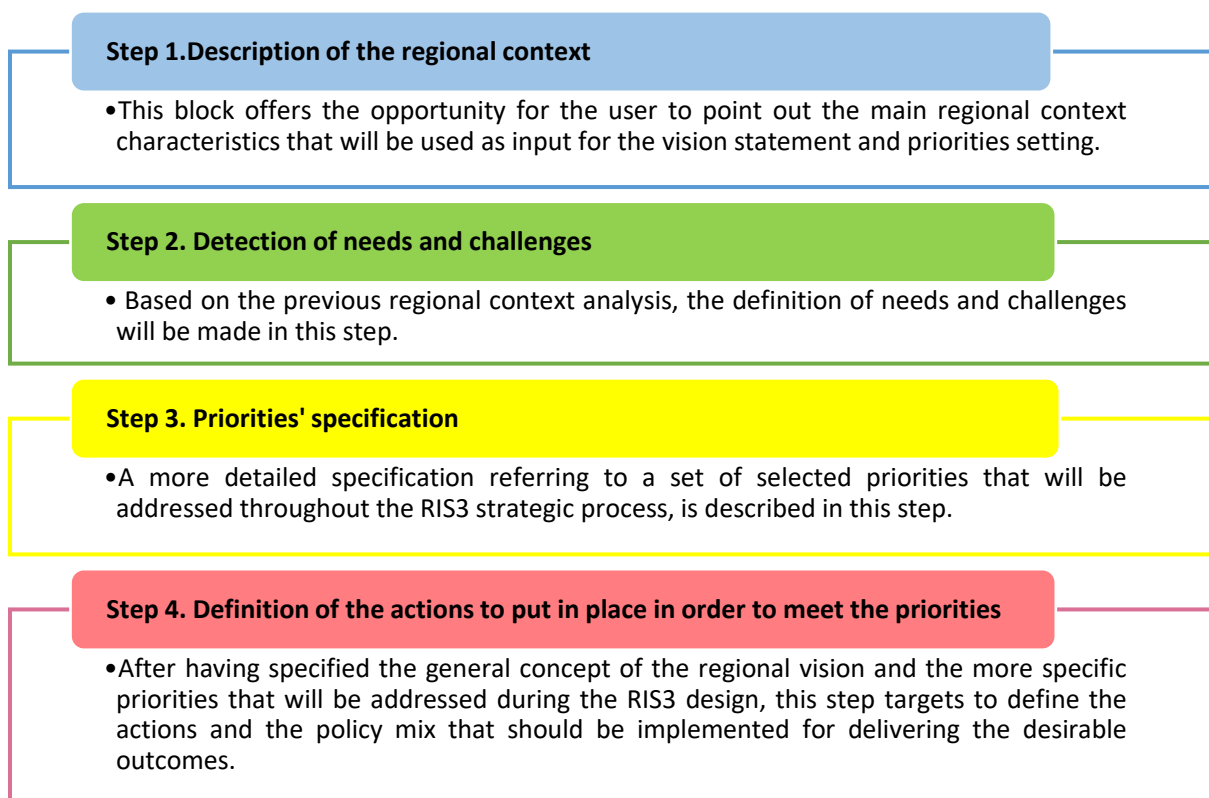 Step 1.Description of the regional context
•This block offers the opportunity for the user to point out the main regional context
characteristics that will be used as input for the vision statement and priorities setting.
Step 2. Detection of needs and challenges
• Based on the previous regional context analysis, the definition of needs and challenges
will be made in this step.
Step 3. Priorities' specification
•A more detailed specification referring to a set of selected priorities that will be
addressed throughout the RIS3 strategic process, is described in this step.
Step 4. Definition of the actions to put in place in order to meet the priorities
•After having specified the general concept of the regional vision and the more specific
priorities that will be addressed during the RIS3 design, this step targets to define the
actions and the policy mix that should be implemented for delivering the desirable
outcomes.